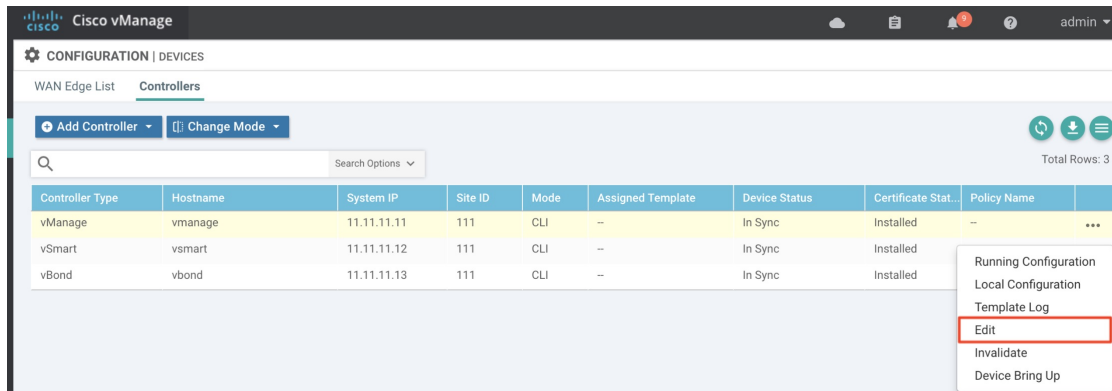 cisco Cisco vManage 9 admin
CONFIGURATION | DEVICES
WAN Edge List Controllers
Add Controller Change Mode
Search Options Total Rows: 3
Controller Type Hostname System IP Site ID Mode Assigned Template Device Status Certificate Stat... Policy Name
vManage vmanage 11.11.11.11 111 CLI -- In Sync Installed -- •••
vSmart vsmart 11.11.11.12 111 CLI -- In Sync Installed
vBond vbond 11.11.11.13 111 CLI -- In Sync Installed
Running Configuration
Local Configuration
Template Log
Edit
Invalidate
Device Bring Up